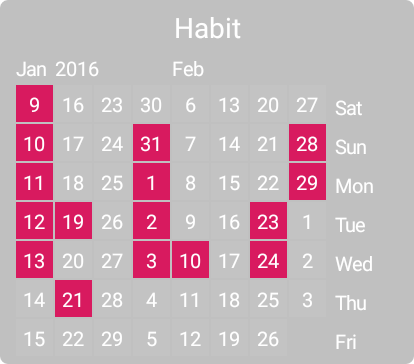 Habit
Jan 2016 Feb
9 16 23 30 6 13 20 27 Sat
10 17 24 31 7 14 21 28 Sun
11 18 25 1 8 15 22 29 Mon
12 19 26 2 9 16 23 1 Tue
13 20 27 3 10 17 24 2 Wed
14 21 28 4 11 18 25 3 Thu
15 22 29 5 12 19 26 Fri